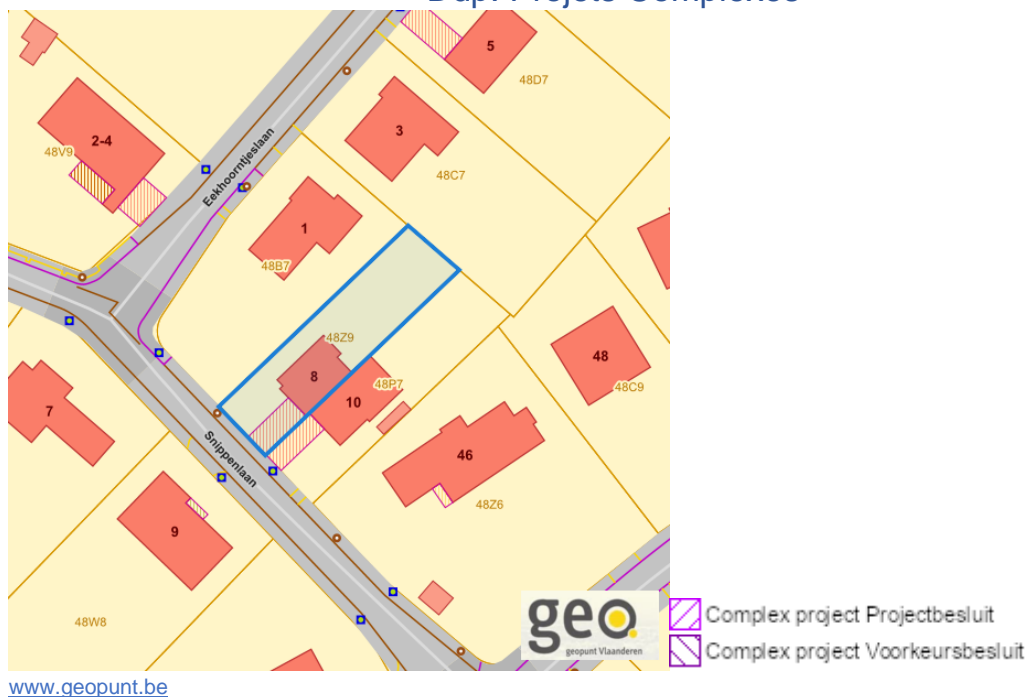 5
48D7
3
48C7
2-4
48V9
Eekhoorntjeslaan
1
48B7
48Z9
8
48P7
10
48
48C9
7
Snippenlaan
46
48Z6
9
48W8
geo.
geopunt Vlaanderen
Complex project Projectbesluit
Complex project Voorkeursbesluit
www.geopunt.be